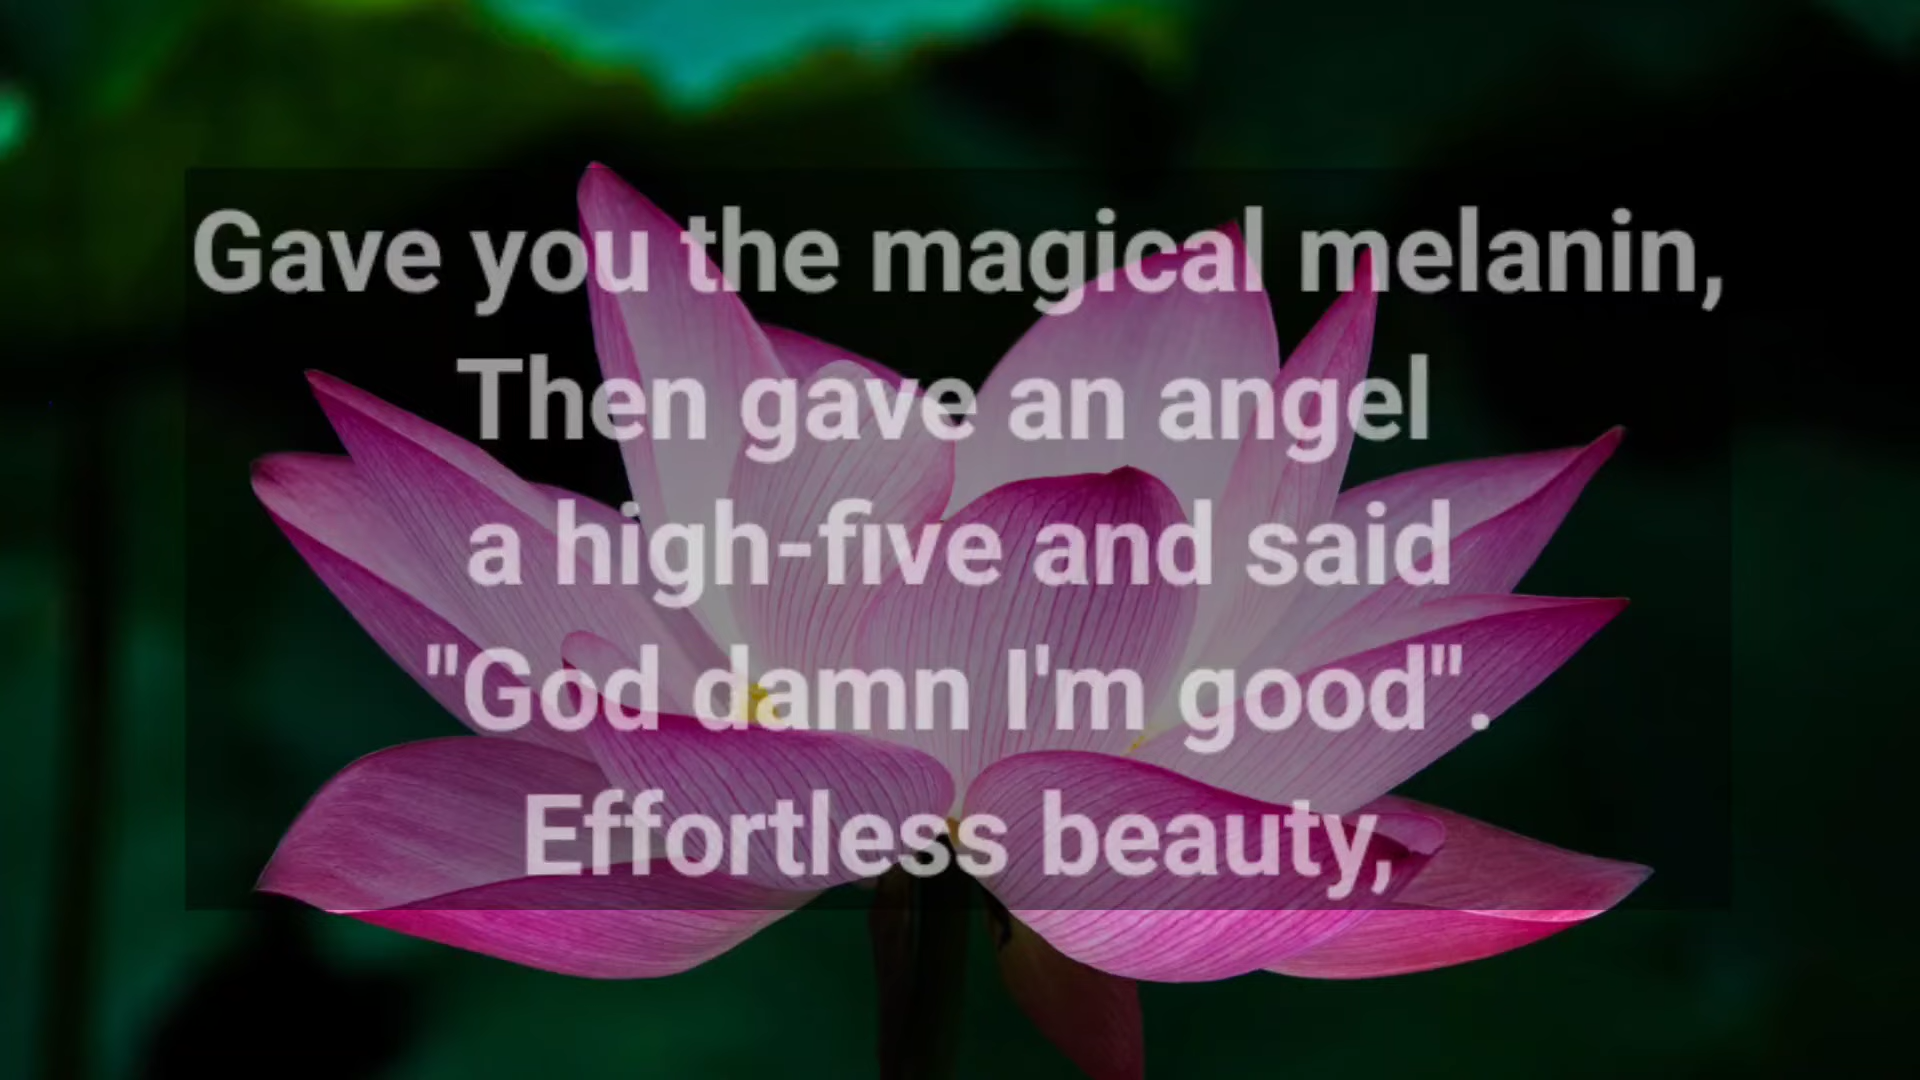 Gave you the magical melanin,
Then gave an angel
a high-five and said
"God damn I'm good".
Effortless beauty,